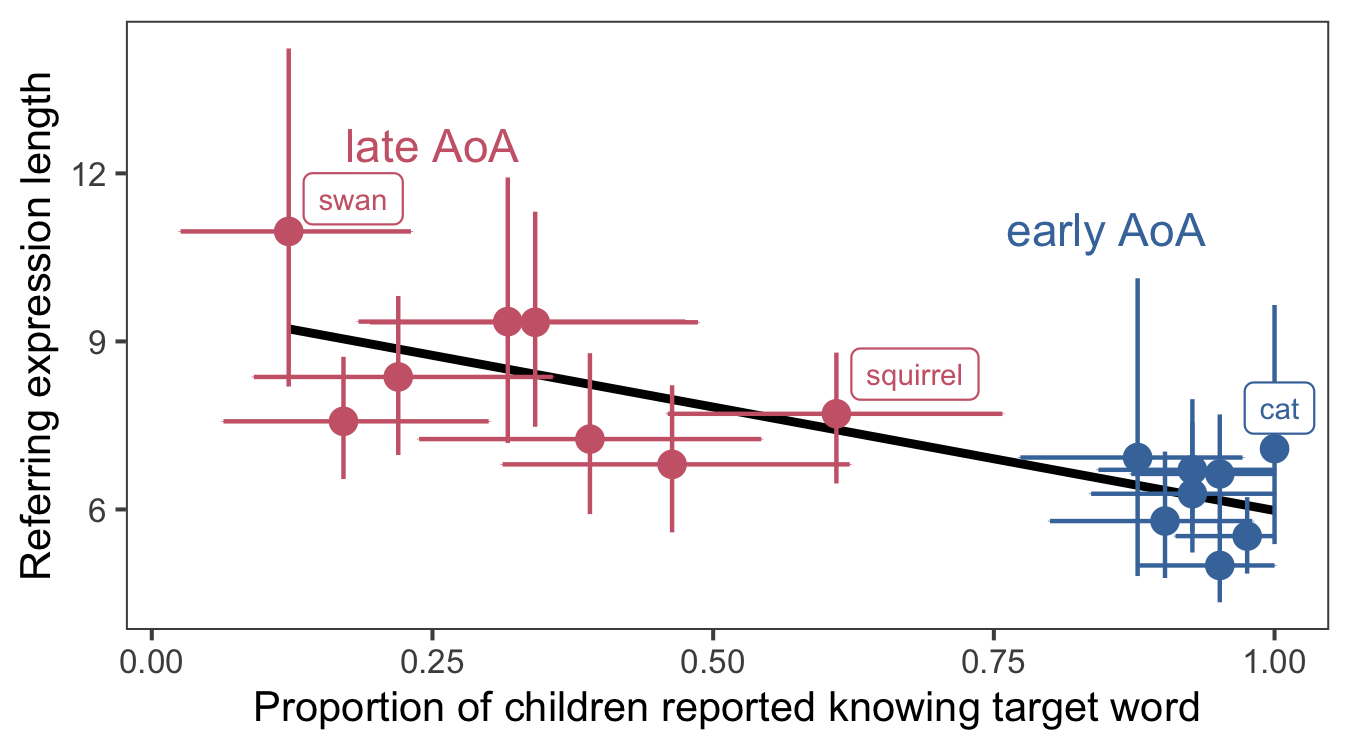 late AoA
swan
early AoA
squirrel
cat
12
9
6
Referring expression length
0.00
0.25
0.50
0.75
1.00
Proportion of children reported knowing target word